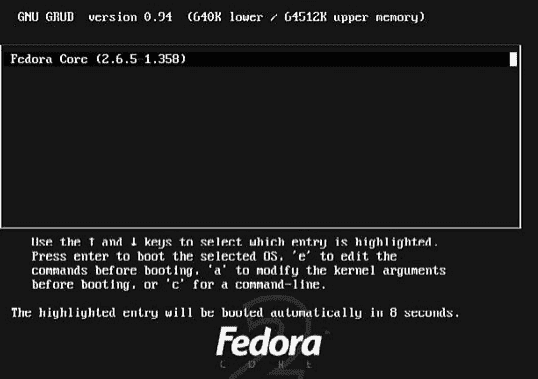 GNU GRUB version 0.94 (640K lower / 64512K upper memory)
Fedora Core (2.6.5-1.358)
Use the ↑ and ↓ keys to select which entry is highlighted.
Press enter to boot the selected OS, 'e' to edit the
commands before booting, 'a' to modify the kernel arguments
before booting, or 'c' for a command-line.
The highlighted entry will be booted automatically in 8 seconds.
2
Fedora™
CORE